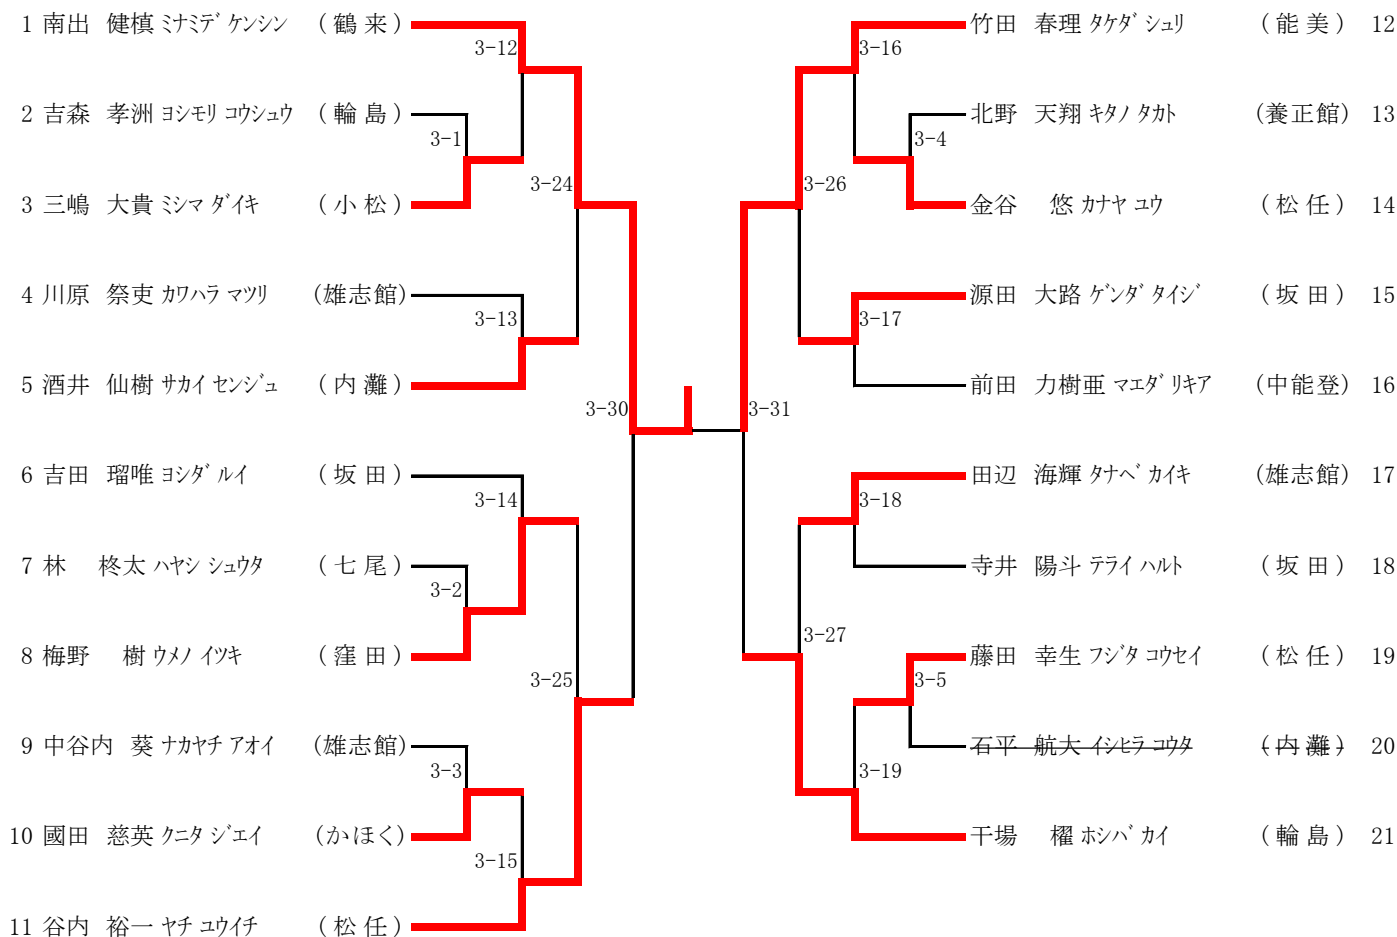 1 南出 健槙 ミナミデ ケンシン (鶴 来)
3-12
2 吉森 孝洲 ヨシモリ コウシュウ (輪 島)
3-1
3-24
3 三嶋 大貴 ミシマ ダイキ (小 松)
4 川原 祭吏 カワハラ マツリ (雄志館)
3-13
5 酒井 仙樹 サカイ センジュ (内 灘)
3-30
6 吉田 瑠唯 ヨシダ ルイ (坂 田)
3-14
7 林 柊太 ハヤシ シュウタ (七 尾)
3-2
8 梅野 樹 ウメノ イツキ (窪 田)
3-25
9 中谷内 葵 ナカヤチ アオイ (雄志館)
3-3
10 國田 慈英 クニタ ジエイ (かほく)
3-15
11 谷内 裕一 ヤチ ユウイチ (松 任)
竹田 春理 タケダ シュリ (能 美) 12
3-16
北野 天翔 キタノ タカト (養正館) 13
3-4
3-26
金谷 悠 カナヤ ユウ (松 任) 14
源田 大路 ゲンダ タイジ (坂 田) 15
3-17
前田 力樹亜 マエダ リキア (中能登) 16
3-31
田辺 海輝 タナベ カイキ (雄志館) 17
3-18
寺井 陽斗 テライ ハルト (坂 田) 18
3-27
藤田 幸生 フジタ コウセイ (松 任) 19
3-5
石平 航大 イシヒラ コウタ (内 灘) 20
3-19
干場 櫂 ホシバ カイ (輪 島) 21